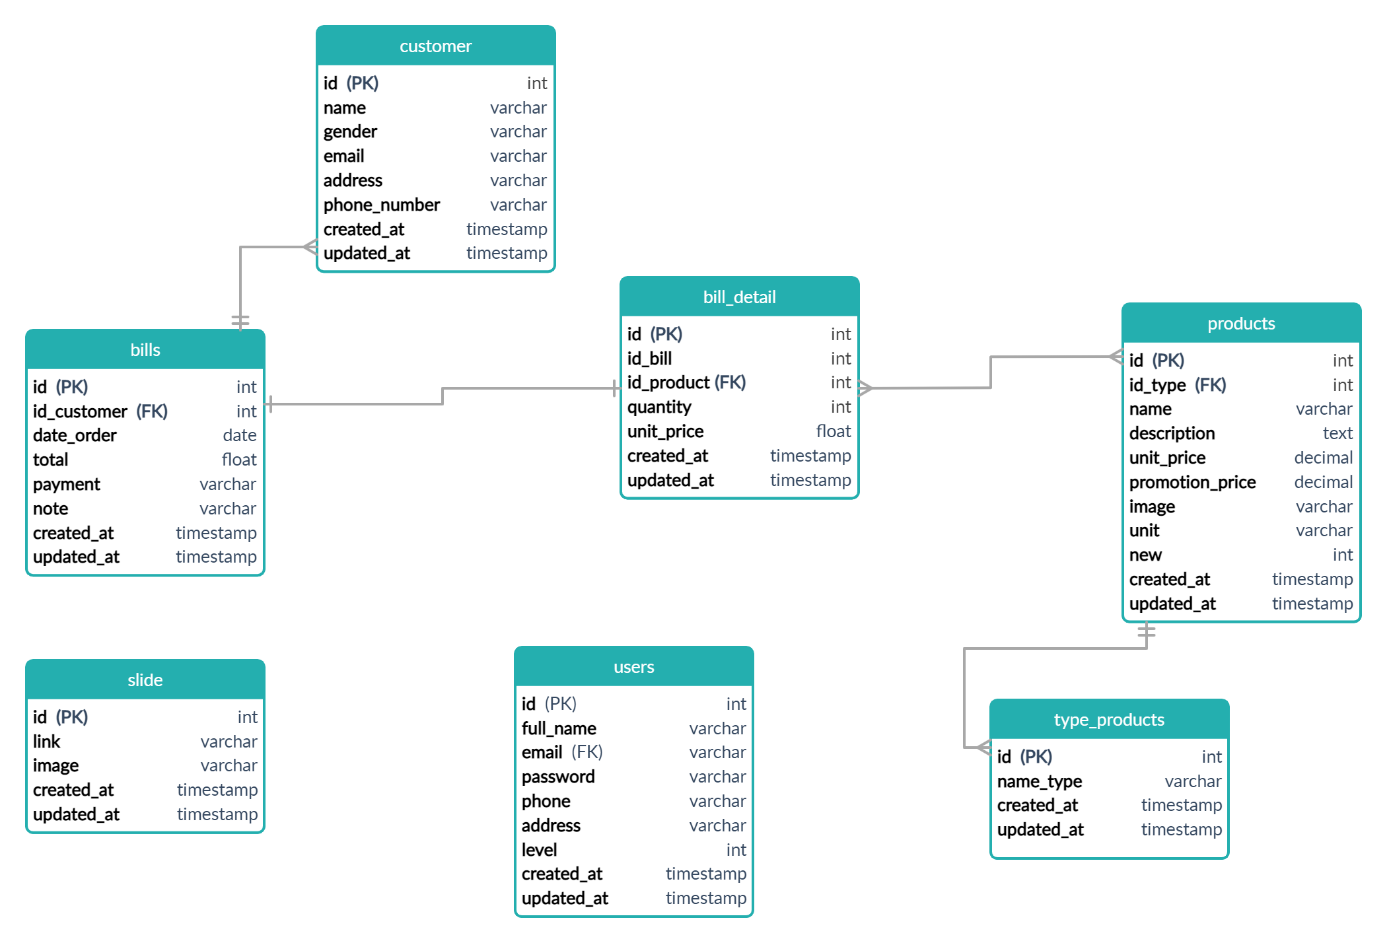 customer
id (PK) int
name varchar
gender varchar
email varchar
address varchar
phone_number varchar
created_at timestamp
updated_at timestamp
bills
id (PK) int
id_customer (FK) int
date_order date
total float
payment varchar
note varchar
created_at timestamp
updated_at timestamp
bill_detail
id (PK) int
id_bill int
id_product (FK) int
quantity int
unit_price float
created_at timestamp
updated_at timestamp
products
id (PK) int
id_type (FK) int
name varchar
description text
unit_price decimal
promotion_price decimal
image varchar
unit varchar
new int
created_at timestamp
updated_at timestamp
slide
id (PK) int
link varchar
image varchar
created_at timestamp
updated_at timestamp
users
id (PK) int
full_name varchar
email (FK) varchar
password varchar
phone varchar
address varchar
level int
created_at timestamp
updated_at timestamp
type_products
id (PK) int
name_type varchar
created_at timestamp
updated_at timestamp